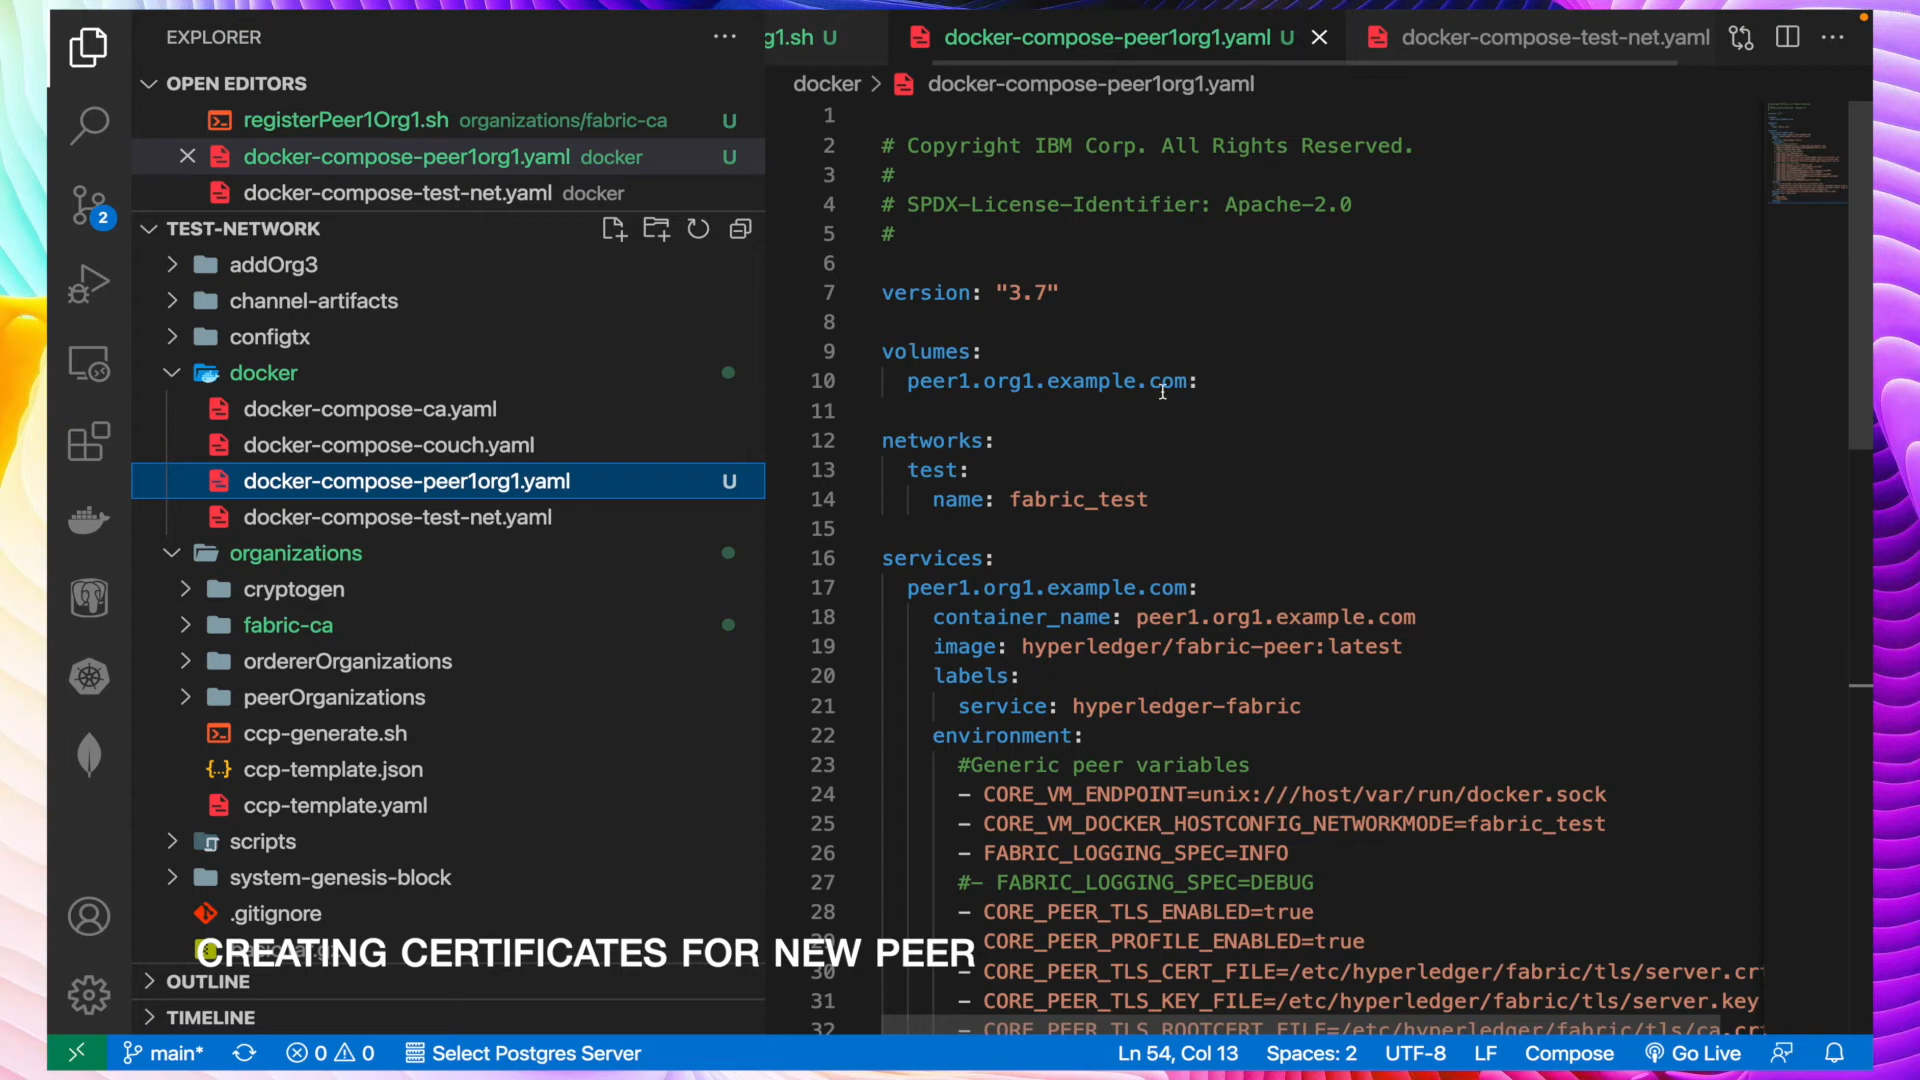 EXPLORER
OPEN EDITORS
registerPeer1Org1.sh organizations/fabric-ca U
docker-compose-peer1org1.yaml docker U
docker-compose-test-net.yaml docker
TEST-NETWORK
addOrg3
channel-artifacts
configtx
docker
docker-compose-ca.yaml
docker-compose-couch.yaml
docker-compose-peer1org1.yaml U
docker-compose-test-net.yaml
organizations
cryptogen
fabric-ca
ordererOrganizations
peerOrganizations
ccp-generate.sh
ccp-template.json
ccp-template.yaml
scripts
system-genesis-block
.gitignore
CREATING CERTIFICATES FOR NEW PEER
OUTLINE
TIMELINE
2
g1.sh U
docker-compose-peer1org1.yaml U
docker-compose-test-net.yaml
docker > docker-compose-peer1org1.yaml
1
2 # Copyright IBM Corp. All Rights Reserved.
3 #
4 # SPDX-License-Identifier: Apache-2.0
5 #
6
7 version: "3.7"
8
9 volumes:
10 peer1.org1.example.com:
11
12 networks:
13 test:
14 name: fabric_test
15
16 services:
17 peer1.org1.example.com:
18 container_name: peer1.org1.example.com
19 image: hyperledger/fabric-peer:latest
20 labels:
21 service: hyperledger-fabric
22 environment:
23 #Generic peer variables
24 - CORE_VM_ENDPOINT=unix:///host/var/run/docker.sock
25 - CORE_VM_DOCKER_HOSTCONFIG_NETWORKMODE=fabric_test
26 - FABRIC_LOGGING_SPEC=INFO
27 #- FABRIC_LOGGING_SPEC=DEBUG
28 - CORE_PEER_TLS_ENABLED=true
29 CORE_PEER_PROFILE_ENABLED=true
30 CORE_PEER_TLS_CERT_FILE=/etc/hyperledger/fabric/tls/server.cr
31 - CORE_PEER_TLS_KEY_FILE=/etc/hyperledger/fabric/tls/server.key
32 - CORE_PEER_TLS_ROOTCERT_FILE=/etc/hyperledger/fabric/tls/ca.cr
main* 0 0 Select Postgres Server Ln 54, Col 13 Spaces: 2 UTF-8 LF Compose Go Live